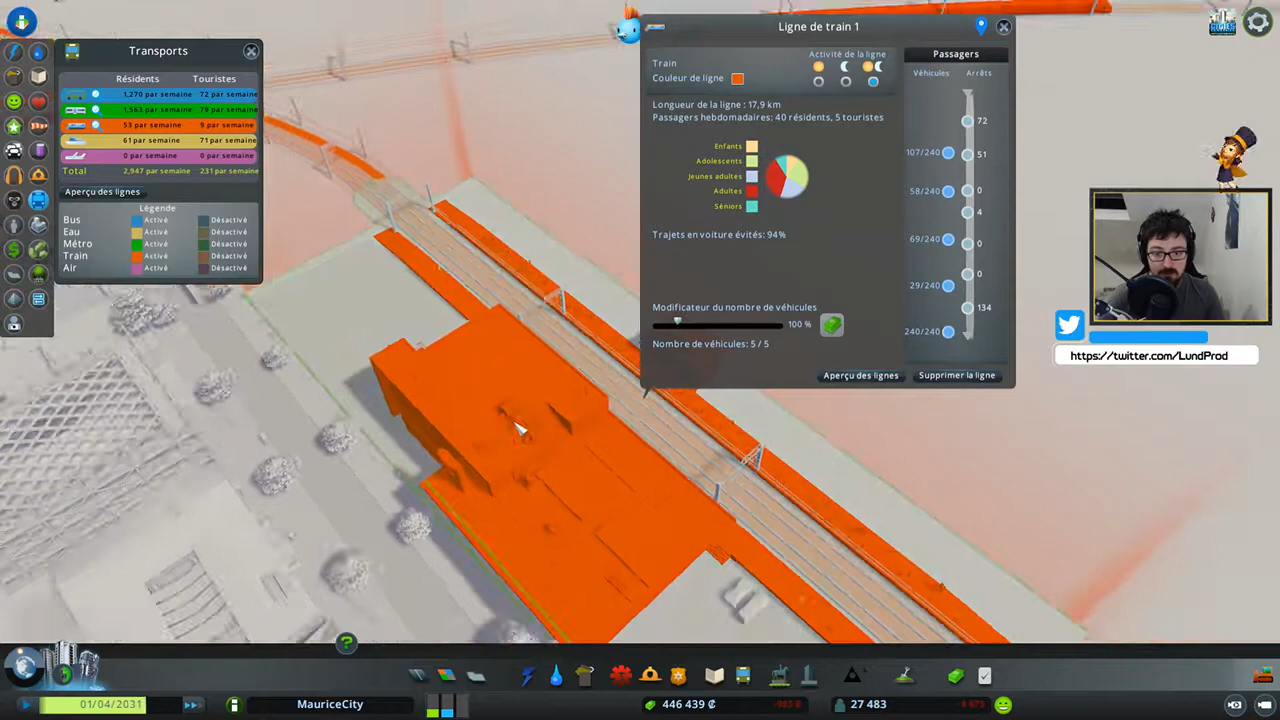 Transports
Résidents Touristes
1,270 par semaine 72 par semaine
1,563 par semaine 79 par semaine
53 par semaine 9 par semaine
61 par semaine 71 par semaine
0 par semaine 0 par semaine
Total 2,947 par semaine 231 par semaine
Aperçu des lignes
Légende
Bus Activé Désactivé
Eau Activé Désactivé
Métro Activé Désactivé
Train Activé Désactivé
Air Activé Désactivé
Ligne de train 1
Train
Couleur de ligne
Activité de la ligne
Longueur de la ligne : 17,9 km
Passagers hebdomadaires: 40 résidents, 5 touristes
Enfants
Adolescents
Jeunes adultes
Adultes
Séniors
Trajets en voiture évités: 94%
Modificateur du nombre de véhicules
100 %
Nombre de véhicules: 5 / 5
Aperçu des lignes
Supprimer la ligne
Passagers
Véhicules Arrêts
72
107/240 51
58/240 0
4
69/240 0
0
29/240
134
240/240
https://twitter.com/LundProd
?
01/04/2031
MauriceCity
446 439 ₡
27 483